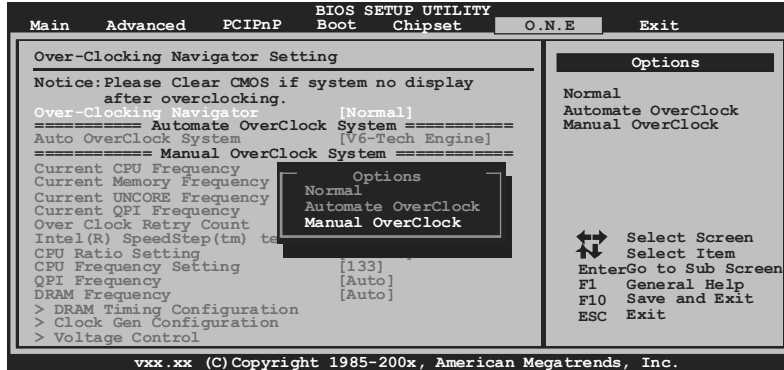 BIOS SETUP UTILITY
Main Advanced PCIPnP Boot Chipset O.N.E Exit
Over-Clocking Navigator Setting
Notice:Please Clear CMOS if system no display
after overclocking.
Over-Clocking Navigator [Normal]
=========== Automate OverClock System ===========
Auto OverClock System [V6-Tech Engine]
============ Manual OverClock System ============
Current CPU Frequency
Current Memory Frequency
Current UNCORE Frequency
Current QPI Frequency
Over Clock Retry Count
Intel(R) SpeedStep(tm) te
CPU Ratio Setting
CPU Frequency Setting [133]
QPI Frequency [Auto]
DRAM Frequency [Auto]
> DRAM Timing Configuration
> Clock Gen Configuration
> Voltage Control
Options
Normal
Automate OverClock
Manual OverClock
Options
Normal
Automate OverClock
Manual OverClock
Select Screen
Select Item
EnterGo to Sub Screen
F1 General Help
F10 Save and Exit
ESC Exit
vxx.xx (C)Copyright 1985-200x, American Megatrends, Inc.